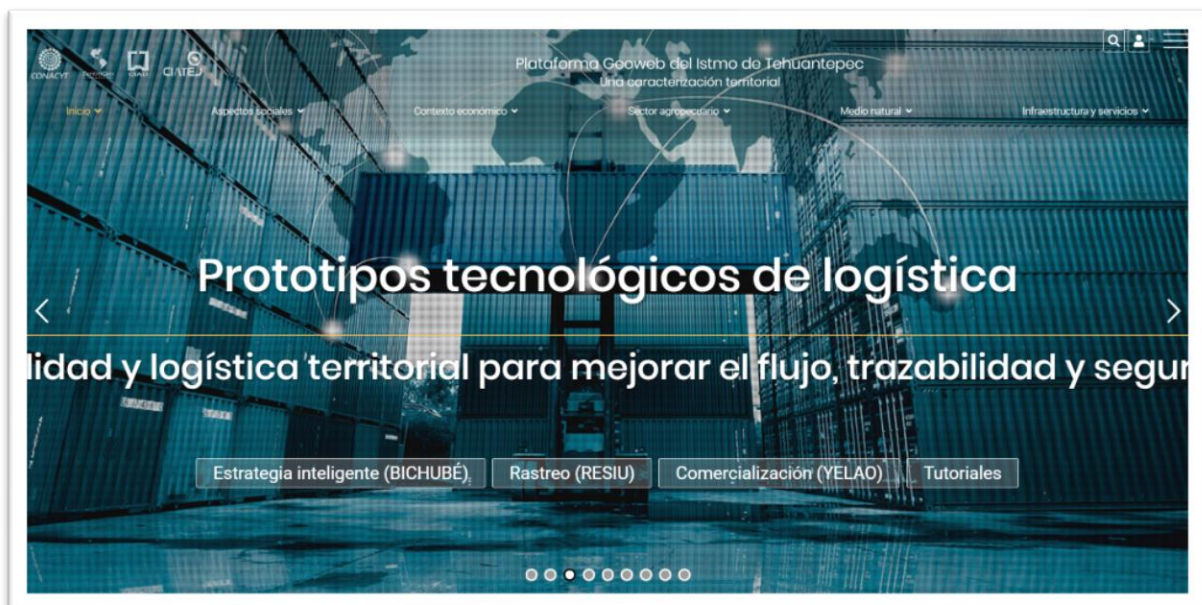 Plataforma Geoweb del Istmo de Tehuantepec
Una caracterización territorial
CONACYT CIATEJ
Inicio Aspectos sociales Contexto económico Sector agropecuario Medio natural Infraestructura y servicios
Prototipos tecnológicos de logística
lidad y logística territorial para mejorar el flujo, trazabilidad y segur
Estrategia inteligente (BICHUBÉ) Rastreo (RESIU) Comercialización (YELAO) Tutoriales